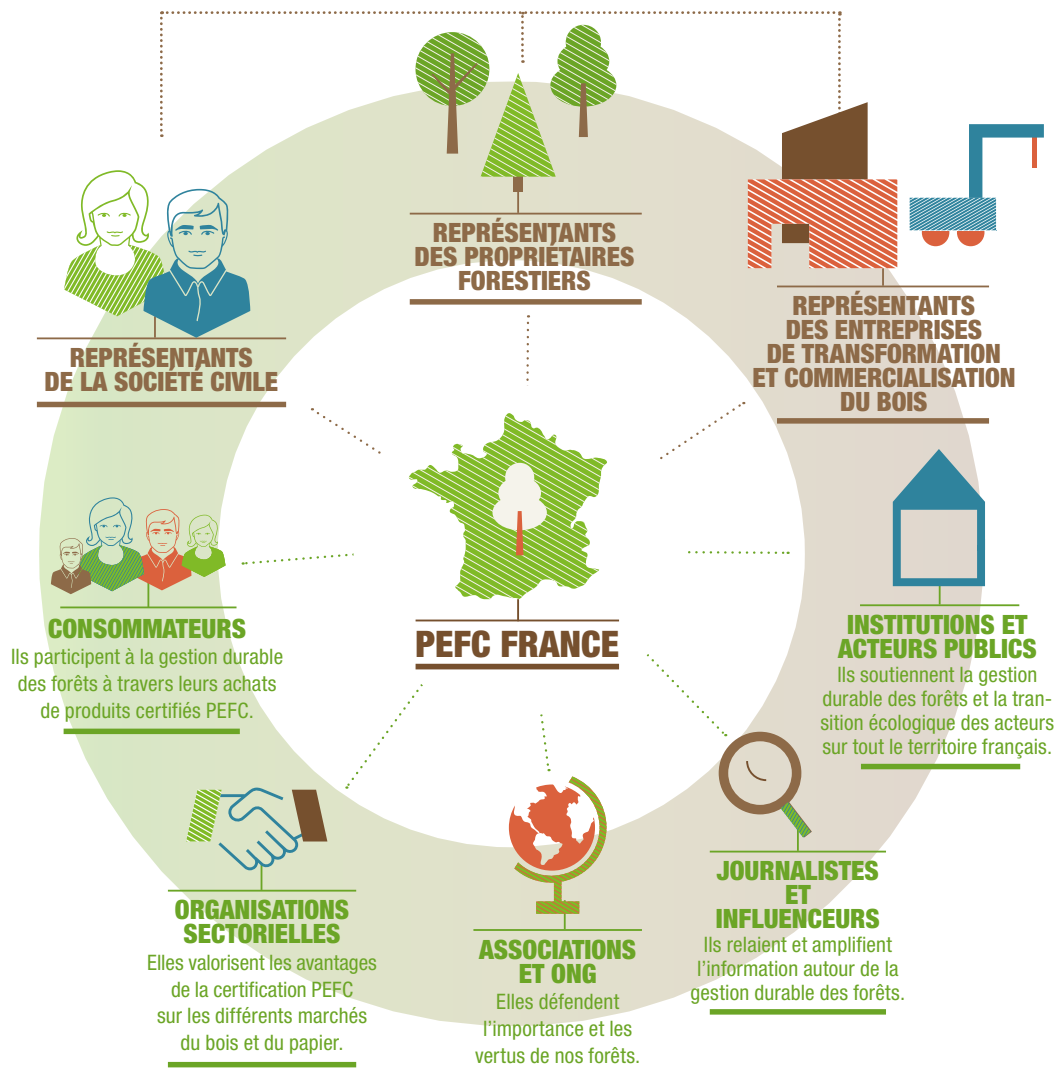 REPRÉSENTANTS
DES PROPRIÉTAIRES
FORESTIERS
REPRÉSENTANTS
DE LA SOCIÉTÉ CIVILE
REPRÉSENTANTS
DES ENTREPRISES
DE TRANSFORMATION
ET COMMERCIALISATION
DU BOIS
PEFC FRANCE
CONSOMMATEURS
Ils participent à la gestion durable
des forêts à travers leurs achats
de produits certifiés PEFC.
INSTITUTIONS ET
ACTEURS PUBLICS
Ils soutiennent la gestion
durable des forêts et la tran-
sition écologique des acteurs
sur tout le territoire français.
ORGANISATIONS
SECTORIELLES
Elles valorisent les avantages
de la certification PEFC
sur les différents marchés
du bois et du papier.
ASSOCIATIONS
ET ONG
Elles défendent
l'importance et les
vertus de nos forêts.
JOURNALISTES
ET
INFLUENCEURS
Ils relaient et amplifient
l'information autour de la
gestion durable des forêts.